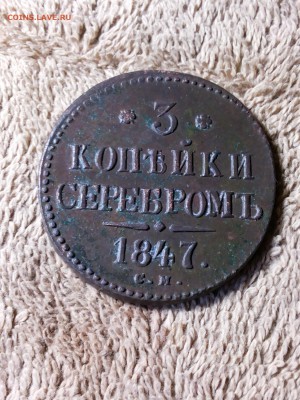 COINS.LAVE.RU
* 3 *
КОПѢЙКИ
СЕРЕБРОМЪ
1847.
С.М.